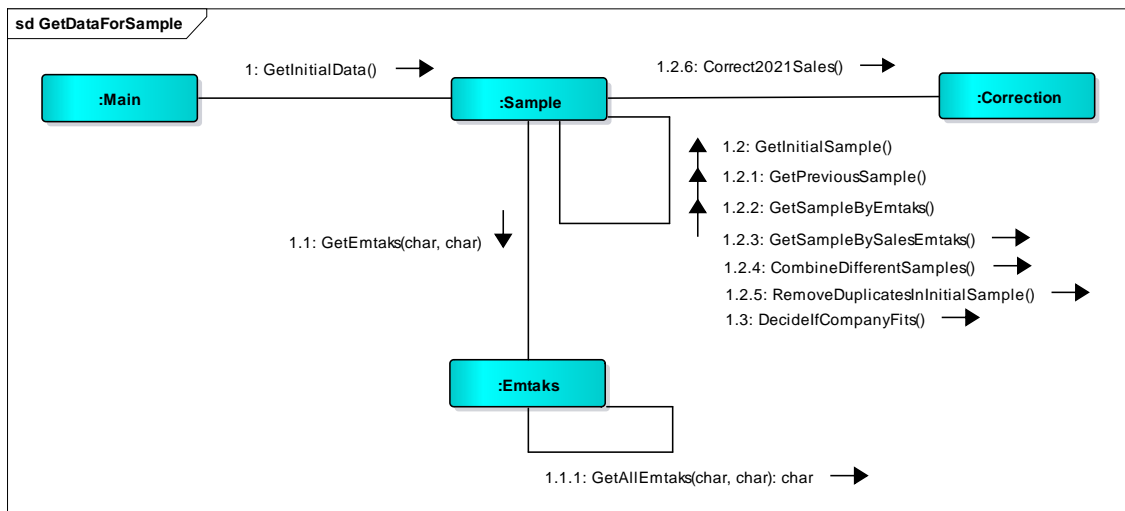 sd GetDataForSample
1: GetInitialData()
1.2.6: Correct2021Sales()
:Main
:Sample
:Correction
1.2: GetInitialSample()
1.2.1: GetPreviousSample()
1.2.2: GetSampleByEmtaks()
1.1: GetEmtaks(char, char)
1.2.3: GetSampleBySalesEmtaks()
1.2.4: CombineDifferentSamples()
1.2.5: RemoveDuplicatesInInitialSample()
1.3: DecideIfCompanyFits()
:Emtaks
1.1.1: GetAllEmtaks(char, char): char